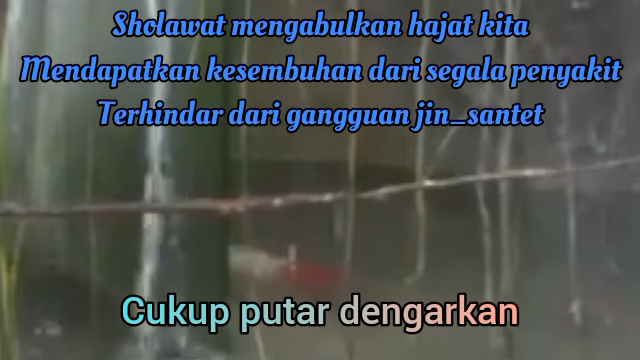 Sholawat mengabulkan hajat kita
Mendapatkan kesembuhan dari segala penyakit
Terhindar dari gangguan jin_santet
Cukup putar dengarkan